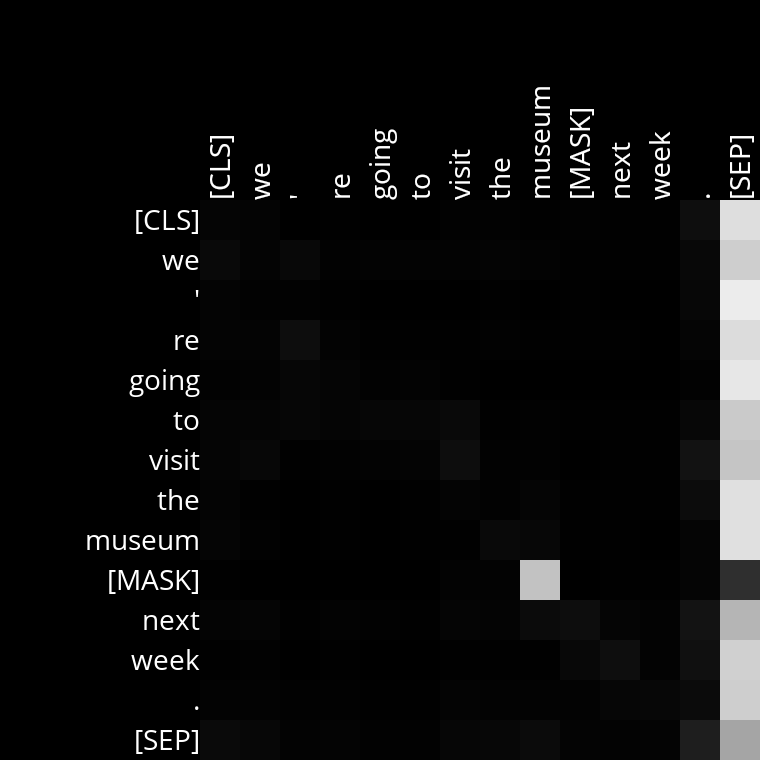 [CLS] we ' re going to visit the museum [MASK] next week . [SEP]
[CLS]
we
'
re
going
to
visit
the
museum
[MASK]
next
week
.
[SEP]